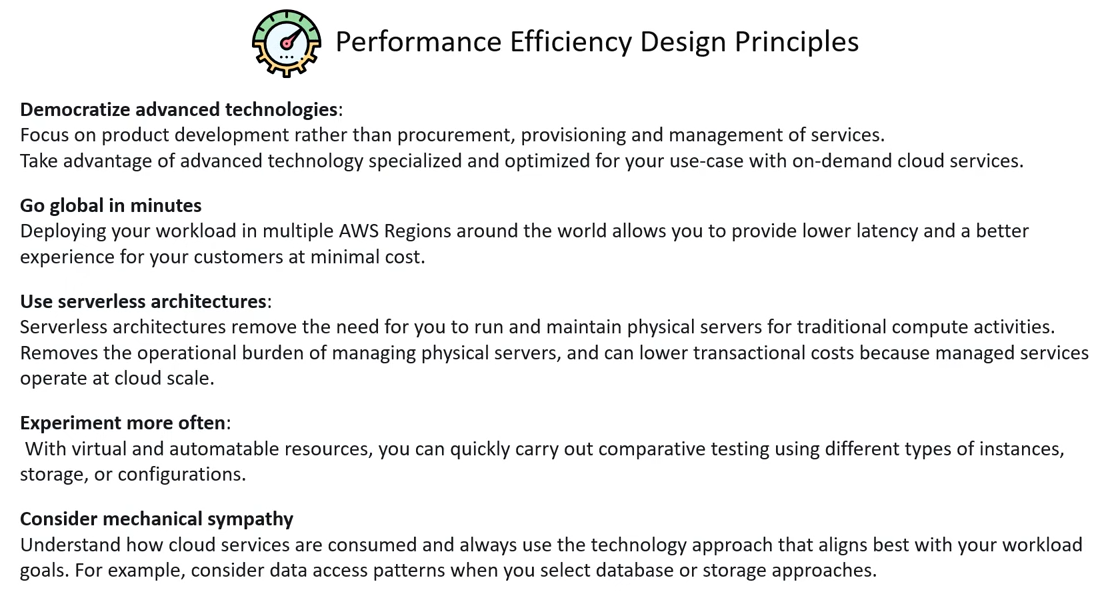 Performance Efficiency Design Principles
Democratize advanced technologies:
Focus on product development rather than procurement, provisioning and management of services.
Take advantage of advanced technology specialized and optimized for your use-case with on-demand cloud services.
Go global in minutes
Deploying your workload in multiple AWS Regions around the world allows you to provide lower latency and a better
experience for your customers at minimal cost.
Use serverless architectures:
Serverless architectures remove the need for you to run and maintain physical servers for traditional compute activities.
Removes the operational burden of managing physical servers, and can lower transactional costs because managed services
operate at cloud scale.
Experiment more often:
With virtual and automatable resources, you can quickly carry out comparative testing using different types of instances,
storage, or configurations.
Consider mechanical sympathy
Understand how cloud services are consumed and always use the technology approach that aligns best with your workload
goals. For example, consider data access patterns when you select database or storage approaches.